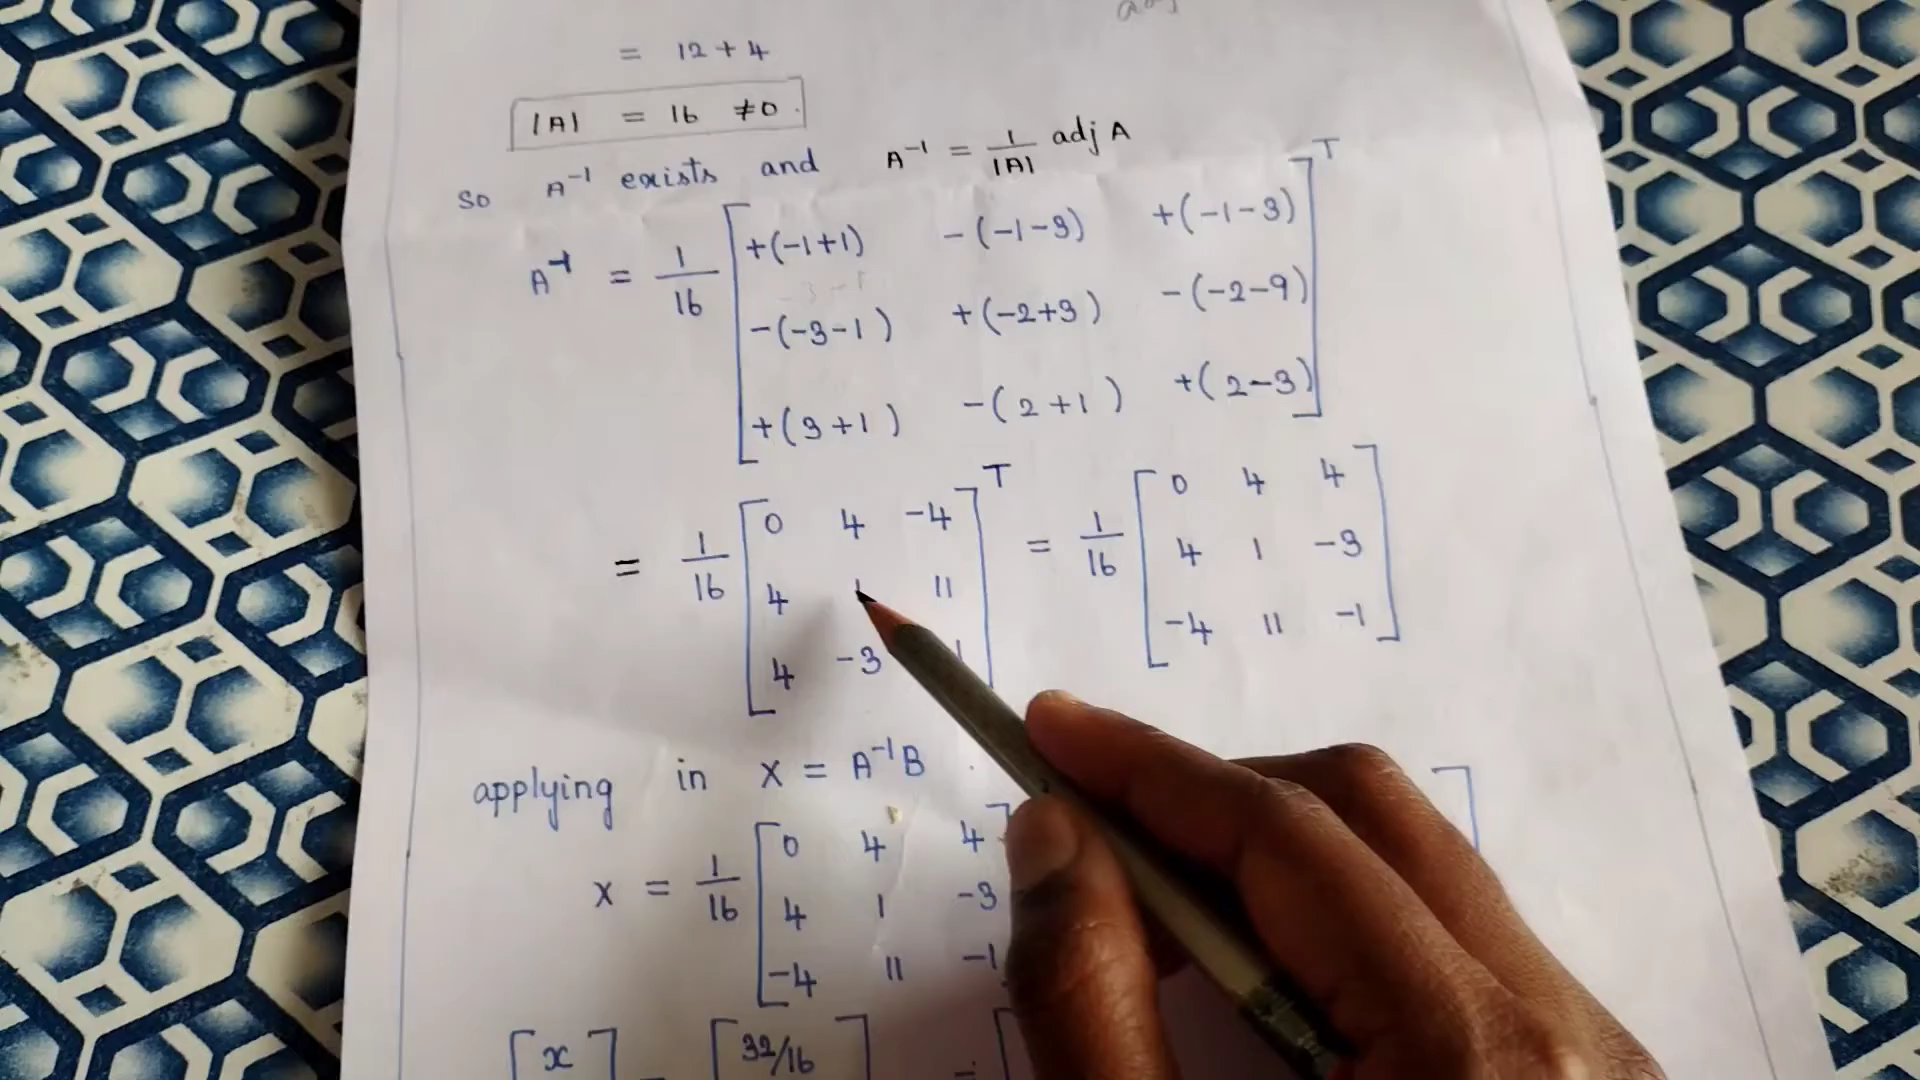 = 12 + 4
|A| = 16 ≠ 0.
So A⁻¹ exists and A⁻¹ = 1/|A| adj A
A⁻¹ = 1/16 [ +(-1+1) -(-1-3) +(-1-3) ]ᵀ
-(-3-1) +(-2+3) -(-2-9)
+(3+1) -(2+1) +(2-3)
= 1/16 [ 0 4 -4 ]ᵀ = 1/16 [ 0 4 4 ]
4 1 11 4 1 -3
4 -3 1 -4 11 -1
applying in X = A⁻¹B
X = 1/16 [ 0 4 4 ]
4 1 -3
-4 11 -1
[ x ] = [ 32/16 ] = [